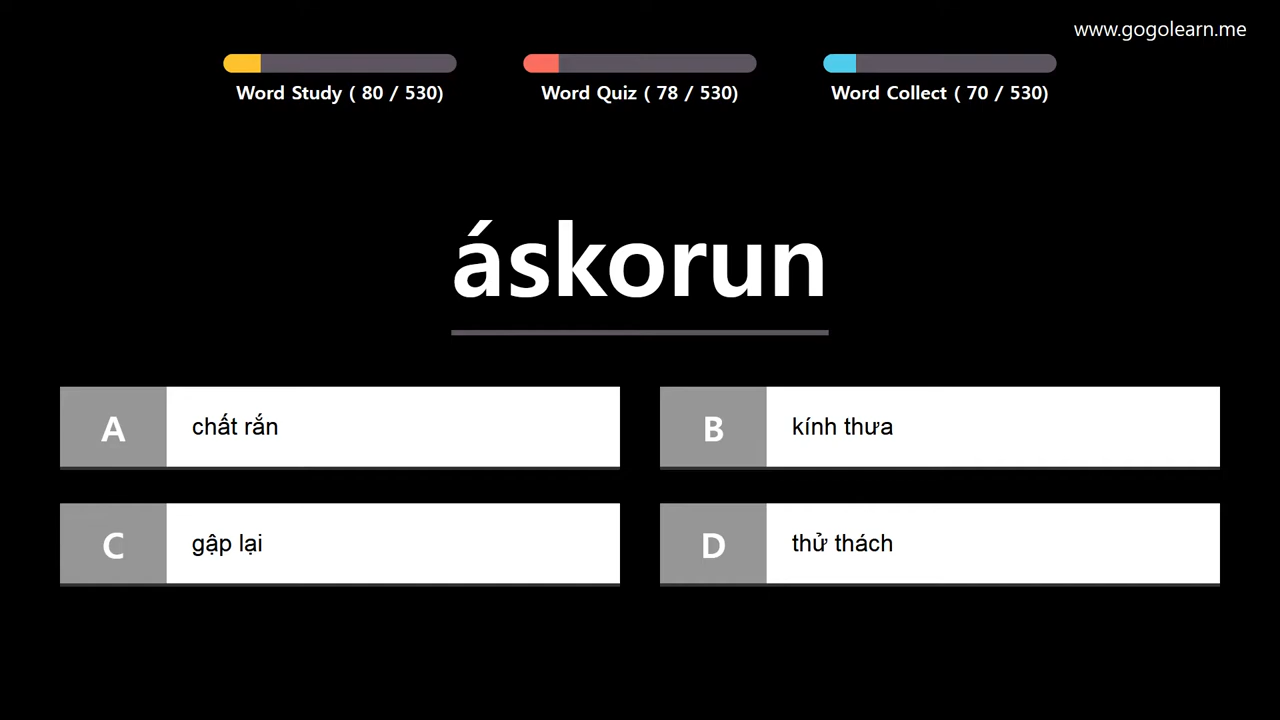 www.gogolearn.me
Word Study ( 80 / 530)
Word Quiz ( 78 / 530)
Word Collect ( 70 / 530)
áskorun
A
chất rắn
B
kính thưa
C
gập lại
D
thử thách